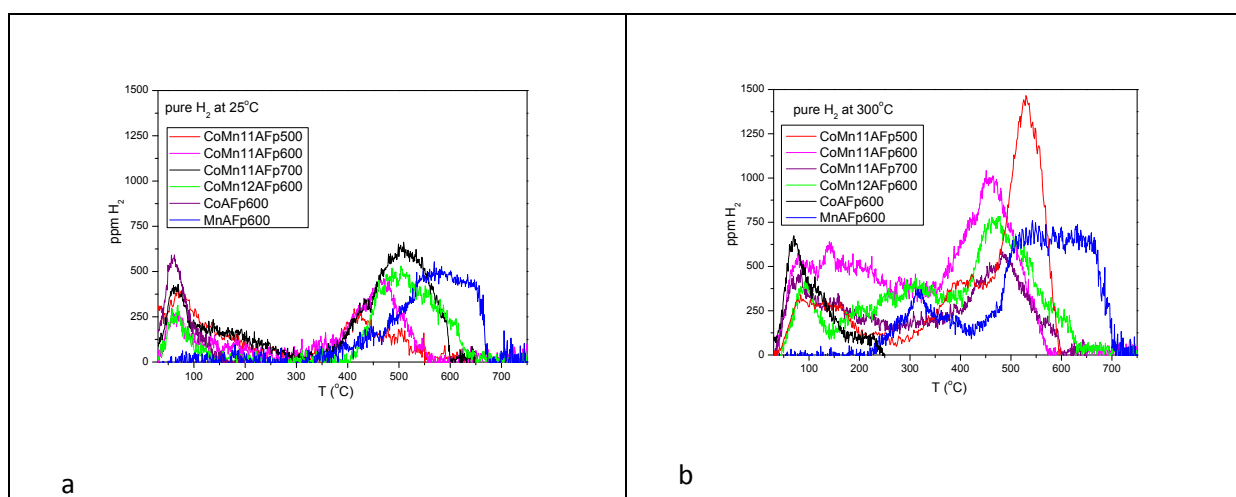 1500
1250
1000
750
500
250
0
ppm H₂
pure H₂ at 25°C
CoMn11AFp500
CoMn11AFp600
CoMn11AFp700
CoMn12AFp600
CoAFp600
MnAFp600
100 200 300 400 500 600 700
T (°C)
a
1500
1250
1000
750
500
250
0
ppm H₂
pure H₂ at 300°C
CoMn11AFp500
CoMn11AFp600
CoMn11AFp700
CoMn12AFp600
CoAFp600
MnAFp600
100 200 300 400 500 600 700
T (°C)
b